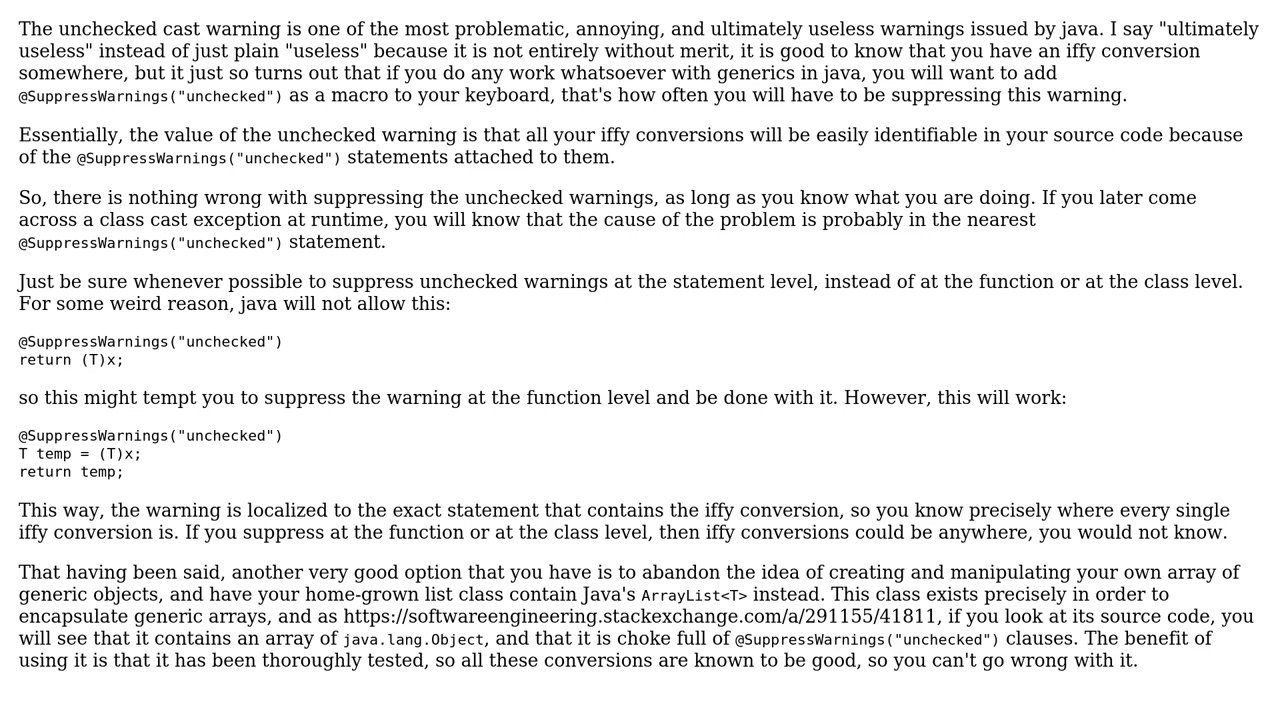 The unchecked cast warning is one of the most problematic, annoying, and ultimately useless warnings issued by java. I say "ultimately
useless" instead of just plain "useless" because it is not entirely without merit, it is good to know that you have an iffy conversion
somewhere, but it just so turns out that if you do any work whatsoever with generics in java, you will want to add
@SuppressWarnings("unchecked") as a macro to your keyboard, that's how often you will have to be suppressing this warning.
Essentially, the value of the unchecked warning is that all your iffy conversions will be easily identifiable in your source code because
of the @SuppressWarnings("unchecked") statements attached to them.
So, there is nothing wrong with suppressing the unchecked warnings, as long as you know what you are doing. If you later come
across a class cast exception at runtime, you will know that the cause of the problem is probably in the nearest
@SuppressWarnings("unchecked") statement.
Just be sure whenever possible to suppress unchecked warnings at the statement level, instead of at the function or at the class level.
For some weird reason, java will not allow this:
@SuppressWarnings("unchecked")
return (T)x;
so this might tempt you to suppress the warning at the function level and be done with it. However, this will work:
@SuppressWarnings("unchecked")
T temp = (T)x;
return temp;
This way, the warning is localized to the exact statement that contains the iffy conversion, so you know precisely where every single
iffy conversion is. If you suppress at the function or at the class level, then iffy conversions could be anywhere, you would not know.
That having been said, another very good option that you have is to abandon the idea of creating and manipulating your own array of
generic objects, and have your home-grown list class contain Java's ArrayList<T> instead. This class exists precisely in order to
encapsulate generic arrays, and as https://softwareengineering.stackexchange.com/a/291155/41811, if you look at its source code, you
will see that it contains an array of java.lang.Object, and that it is choke full of @SuppressWarnings("unchecked") clauses. The benefit of
using it is that it has been thoroughly tested, so all these conversions are known to be good, so you can't go wrong with it.